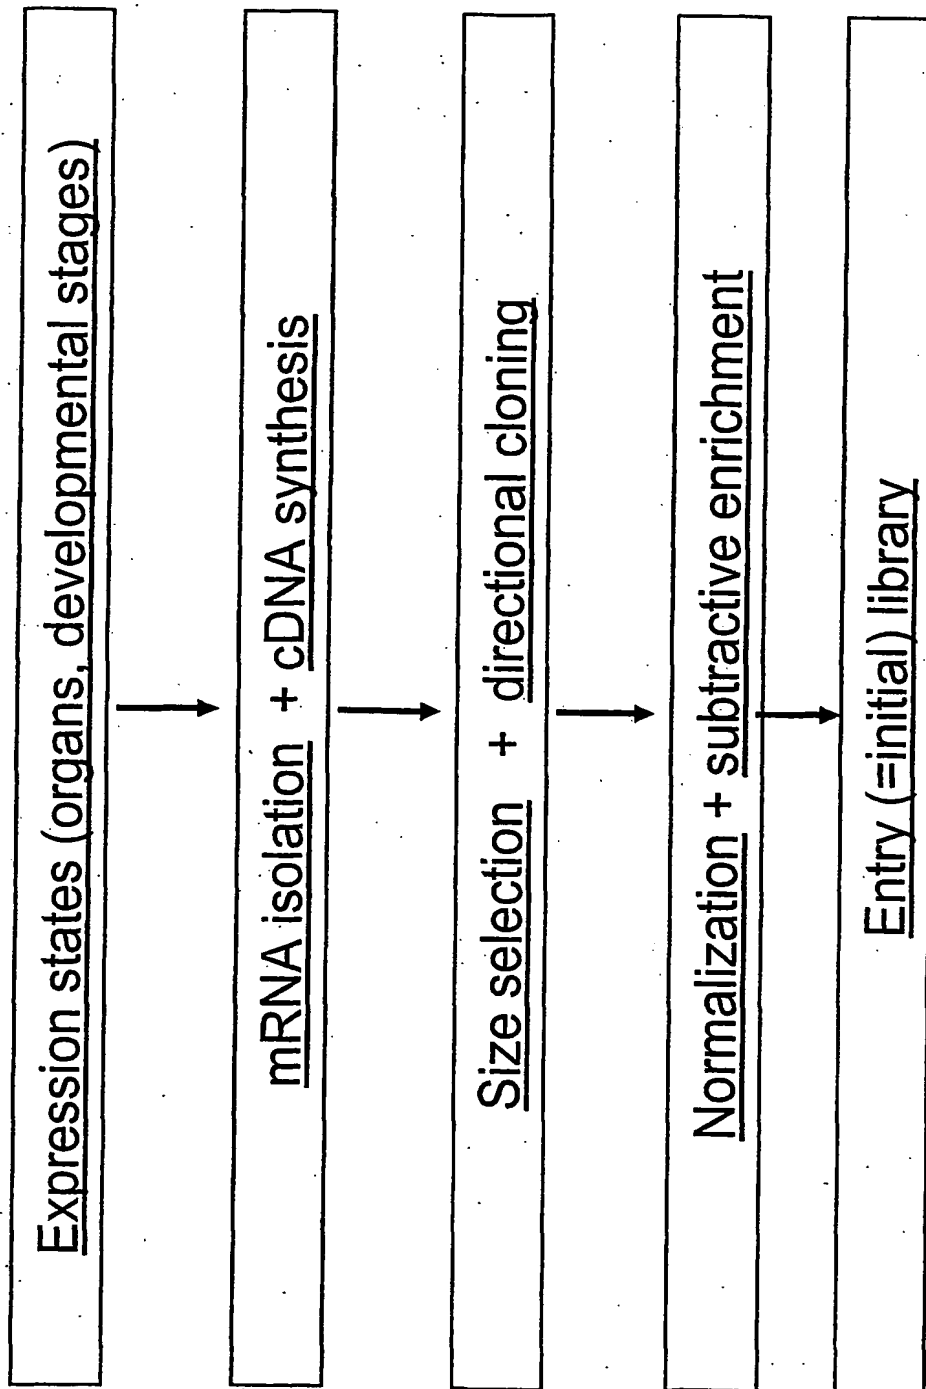 Expression states (organs, developmental stages)
mRNA isolation + cDNA synthesis
Size selection + directional cloning
Normalization + subtractive enrichment
Entry (=initial) library